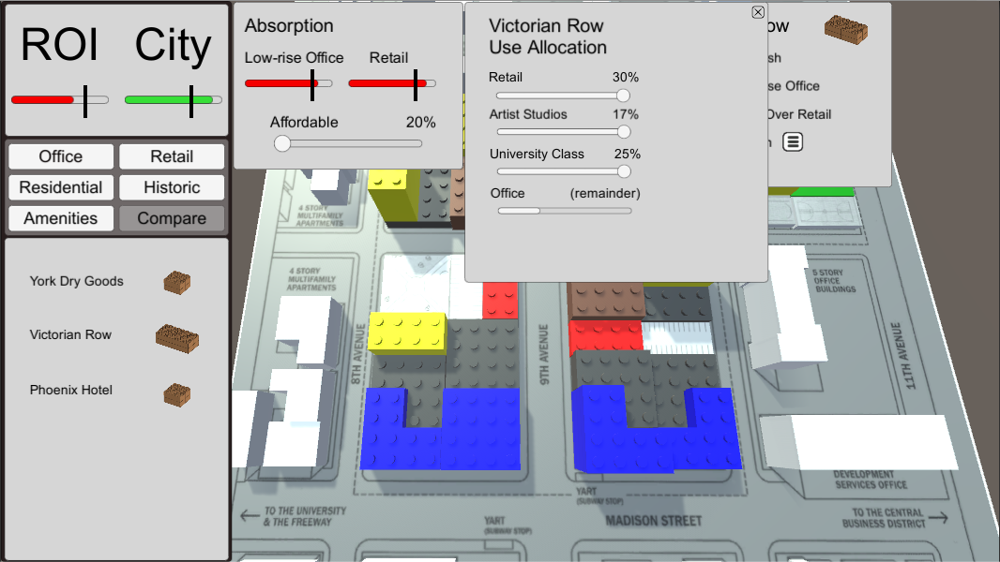 ROI City
Office Retail
Residential Historic
Amenities Compare
York Dry Goods
Victorian Row
Phoenix Hotel
Absorption
Low-rise Office Retail
Affordable 20%
Victorian Row
Use Allocation
Retail 30%
Artist Studios 17%
University Class 25%
Office (remainder)
ow
sh
se Office
Over Retail
n
4 STORY
MULTIFAMILY
APARTMENTS
4 STORY
MULTIFAMILY
APARTMENTS
8TH AVENUE
9TH AVENUE
5 STORY
OFFICE
BUILDINGS
11TH AVENUE
DEVELOPMENT
SERVICES OFFICE
YART
(SUBWAY STOP)
MADISON STREET
TO THE UNIVERSITY
& THE FREEWAY
YART
(SUBWAY STOP)
TO THE CENTRAL
BUSINESS DISTRICT